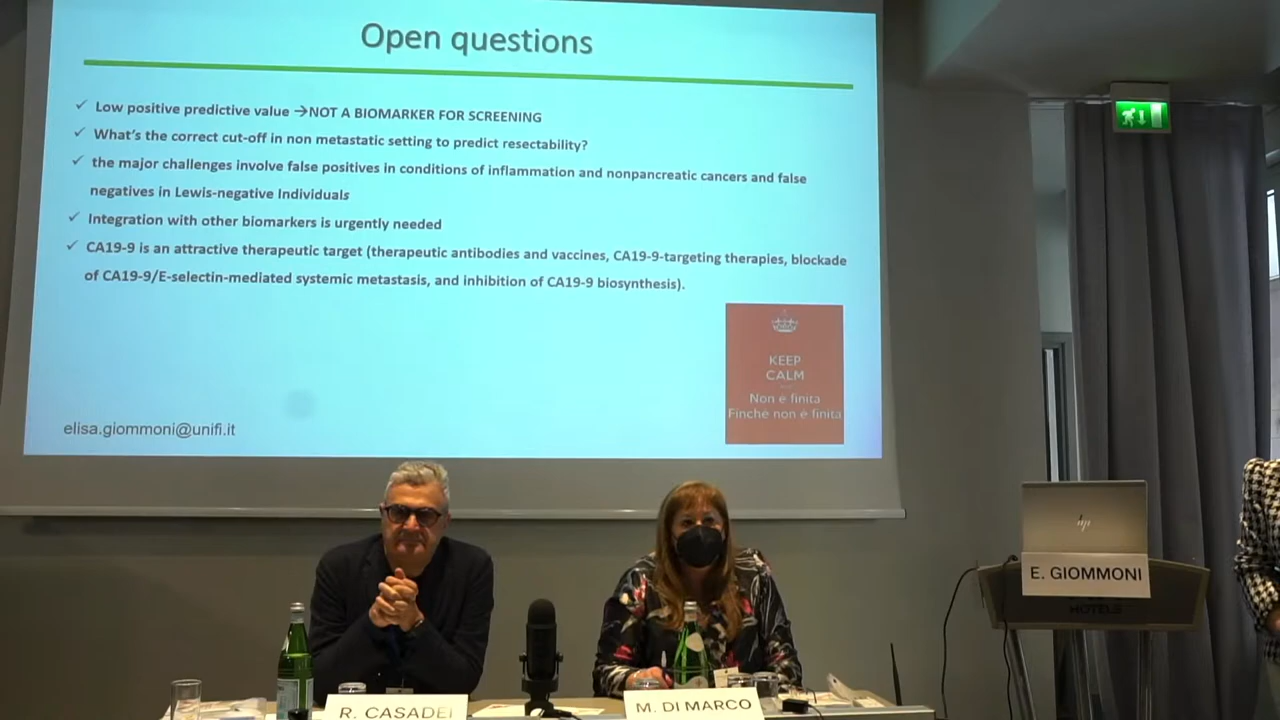 Open questions
✓ Low positive predictive value →NOT A BIOMARKER FOR SCREENING
✓ What's the correct cut-off in non metastatic setting to predict resectability?
✓ the major challenges involve false positives in conditions of inflammation and nonpancreatic cancers and false
negatives in Lewis-negative Individuals
✓ Integration with other biomarkers is urgently needed
✓ CA19-9 is an attractive therapeutic target (therapeutic antibodies and vaccines, CA19-9-targeting therapies, blockade
of CA19-9/E-selectin-mediated systemic metastasis, and inhibition of CA19-9 biosynthesis).
KEEP
CALM
Non è finita
Finchè non è finita
elisa.giommoni@unifi.it
hp
E. GIOMMONI
HOTELS
R. CASADEI
M. DI MARCO